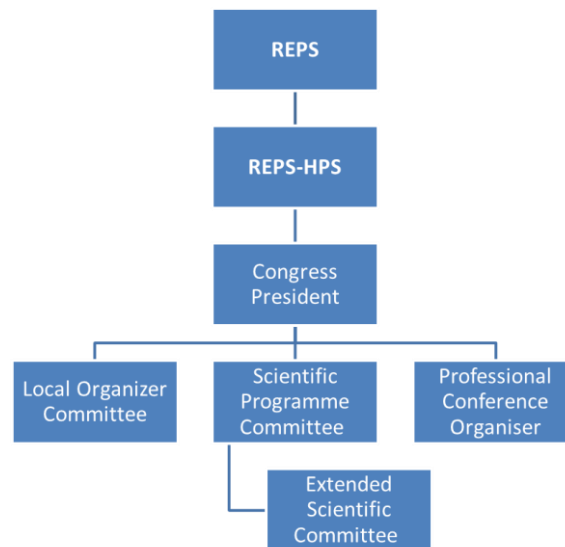 REPS
REPS-HPS
Congress
President
Local Organizer
Committee
Scientific
Programme
Committee
Professional
Conference
Organiser
Extended
Scientific
Committee